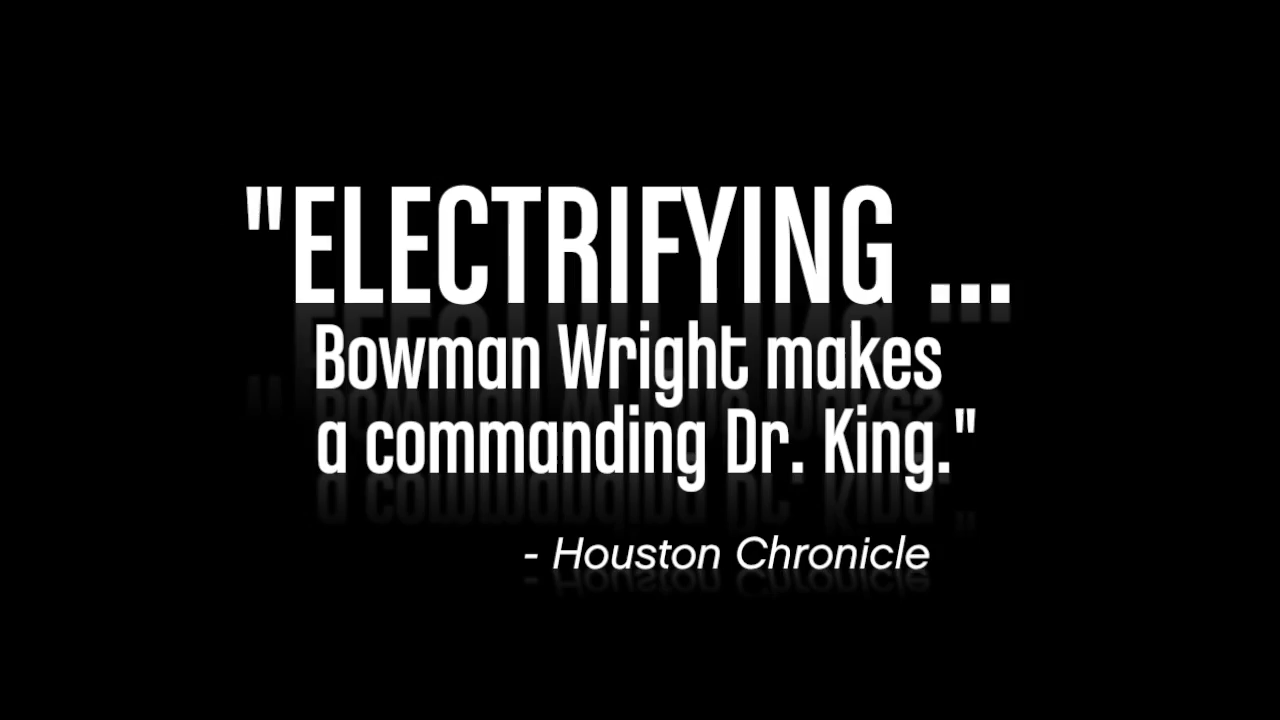 "ELECTRIFYING ...
Bowman Wright makes
a commanding Dr. King."
- Houston Chronicle